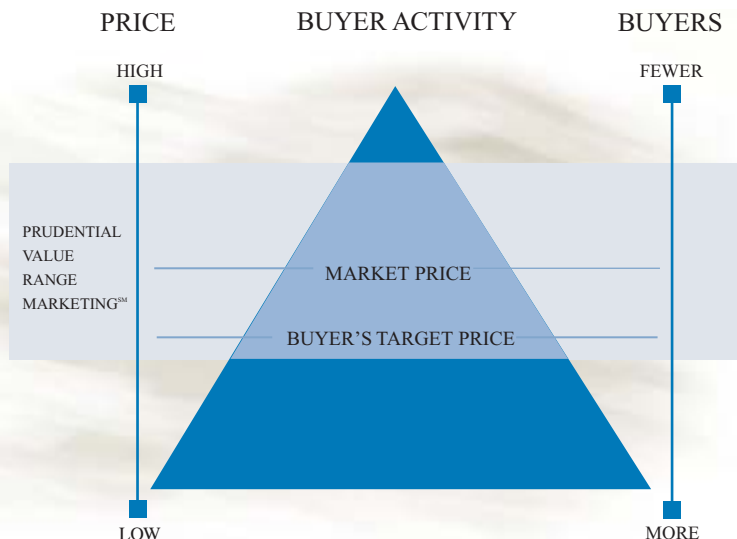 PRICE BUYER ACTIVITY BUYERS
HIGH FEWER
PRUDENTIAL
VALUE
RANGE
MARKETING℠
MARKET PRICE
BUYER’S TARGET PRICE
LOW MORE